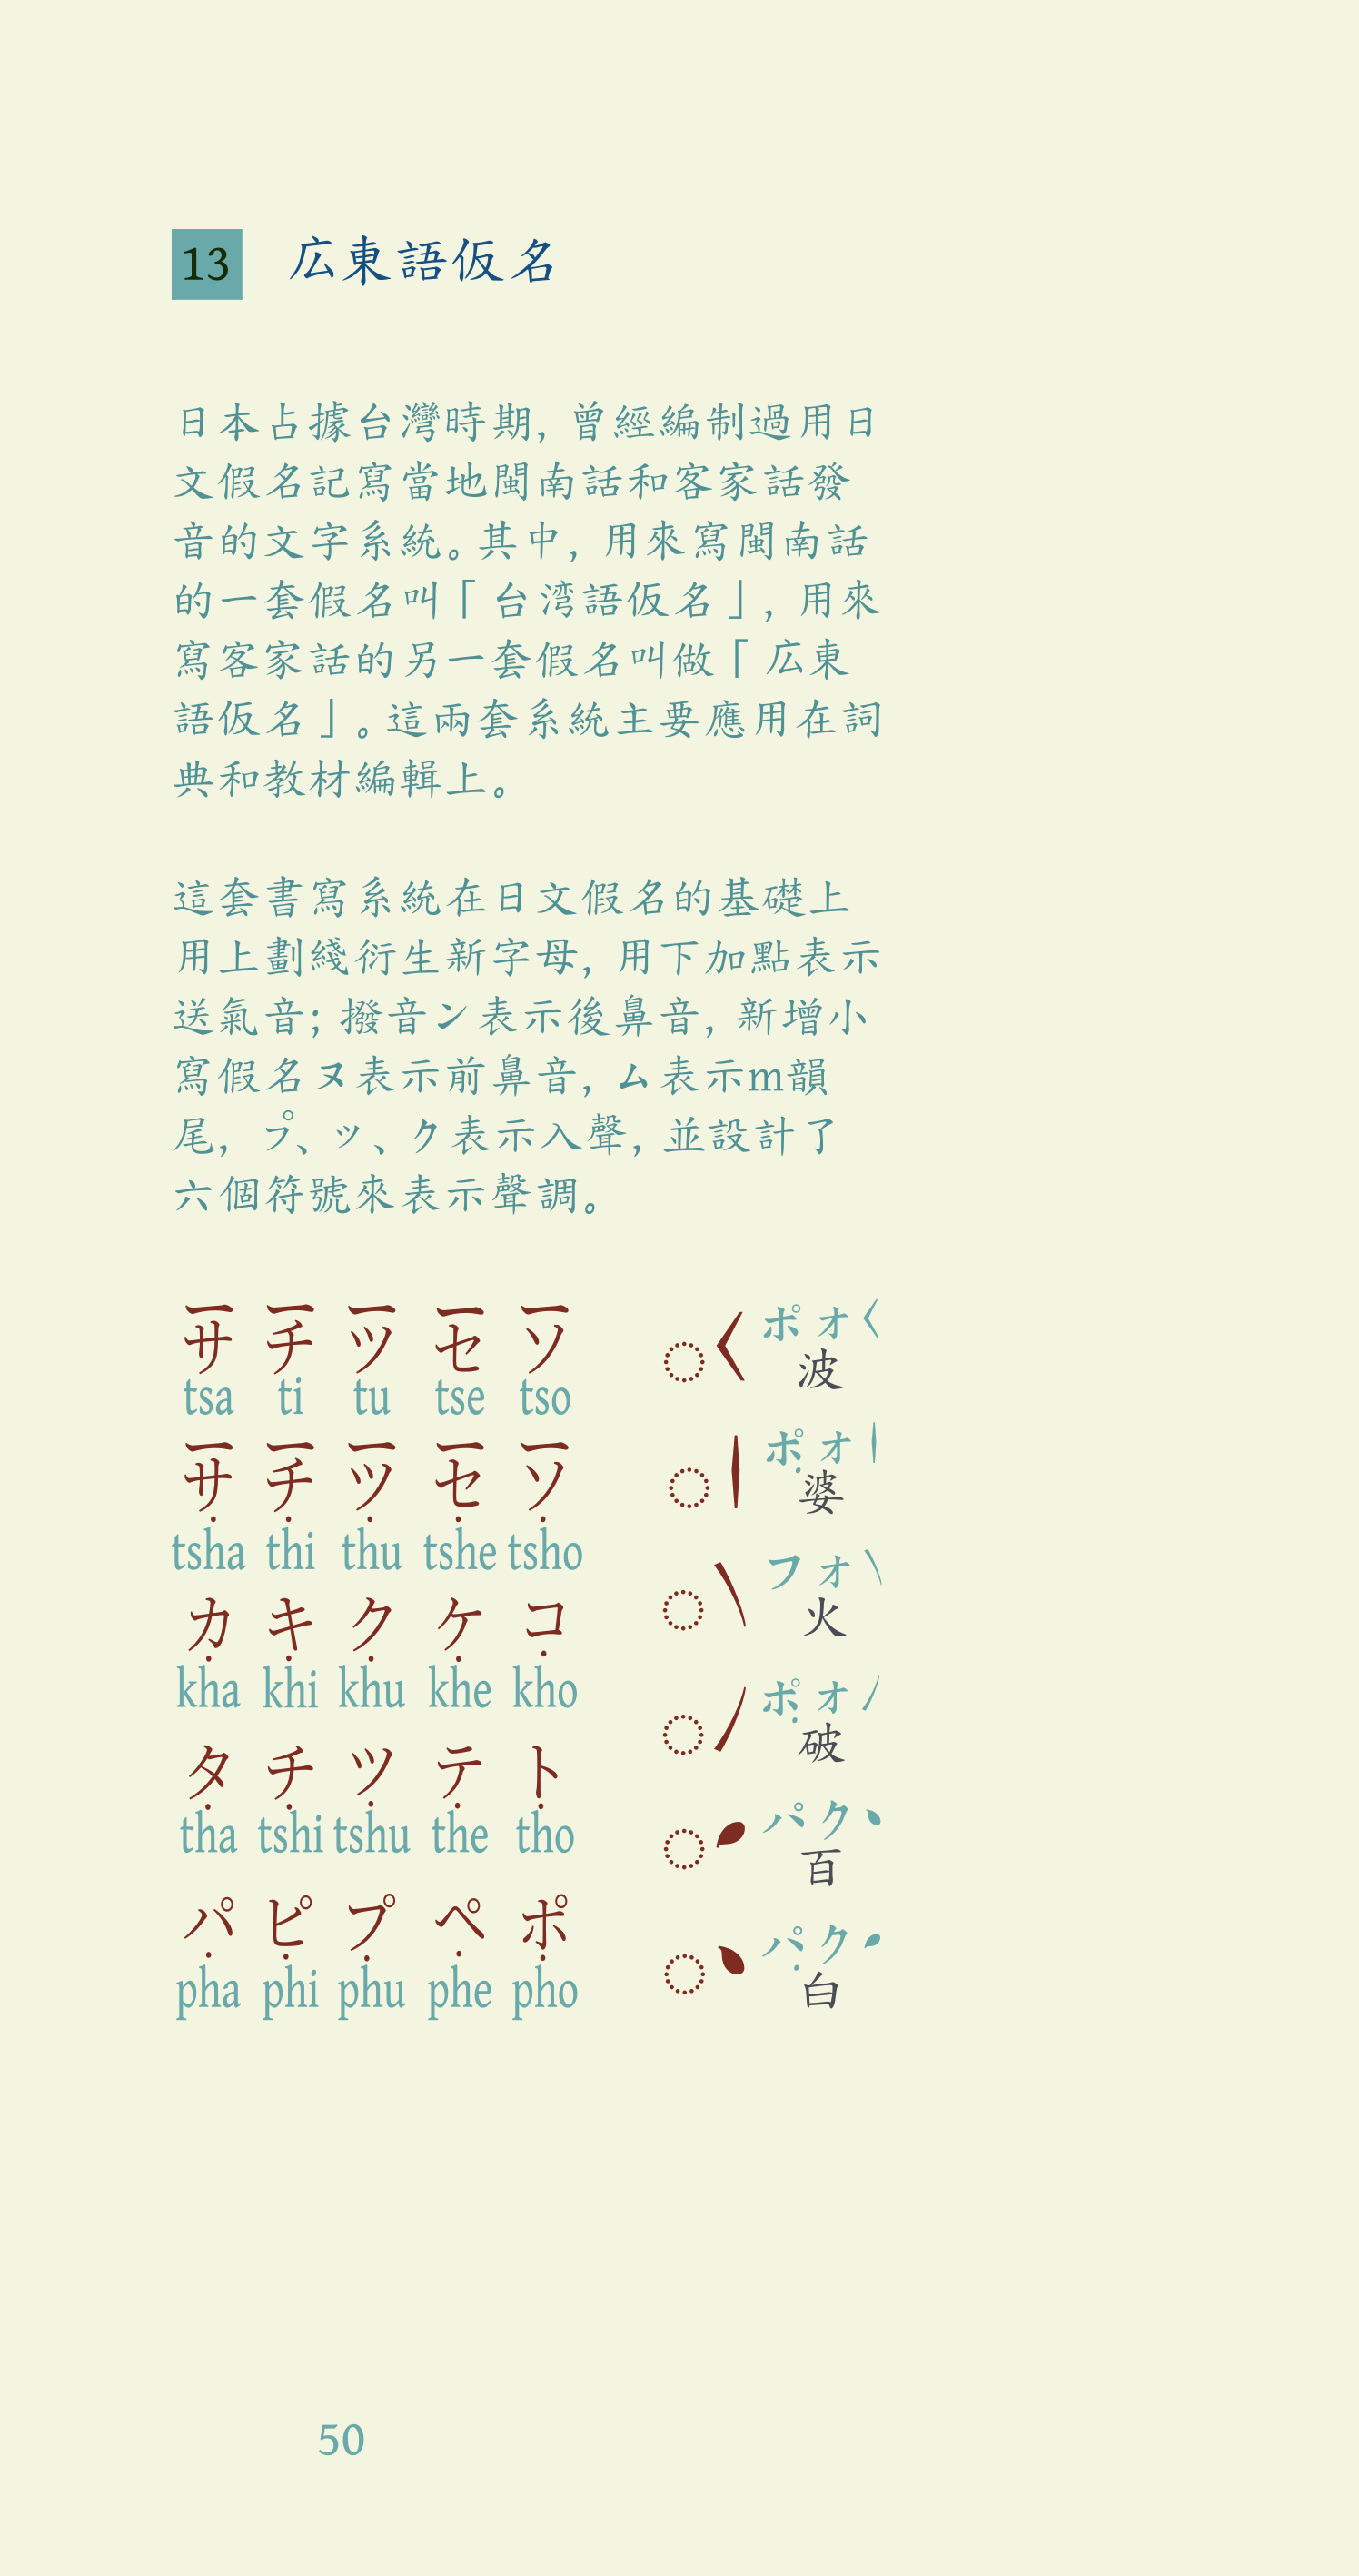 13 広東語仮名
日本占據台灣時期, 曾經編制過用日
文假名記寫當地閩南話和客家話發
音的文字系統。其中, 用來寫閩南話
的一套假名叫「台湾語仮名」, 用來
寫客家話的另一套假名叫做「広東
語仮名」。這兩套系統主要應用在詞
典和教材編輯上。
這套書寫系統在日文假名的基礎上
用上劃綫衍生新字母, 用下加點表示
送氣音; 撥音ン表示後鼻音, 新增小
寫假名ヌ表示前鼻音, ム表示m韻
尾, プ、ッ、ク表示入聲, 並設計了
六個符號來表示聲調。
サ̅ チ̅ ツ̅ セ̅ ソ̅
tsa ti tu tse tso
サ̣̅ チ̣̅ ツ̣̅ セ̣̅ ソ̣̅
tsha thi thu tshe tsho
カ̣ キ̣ ク̣ ケ̣ コ̣
kha khi khu khe kho
タ̣ チ̣ ツ̣ テ̣ ト̣
tha tshi tshu the tho
パ̣ ピ̣ プ̣ ペ̣ ポ̣
pha phi phu phe pho
◌〈 ポォ〈
波
◌| ポ̣ォ|
婆
◌\ フォ\
火
◌/ ポ̣ォ/
破
パク
百
パ̣ク
白
50